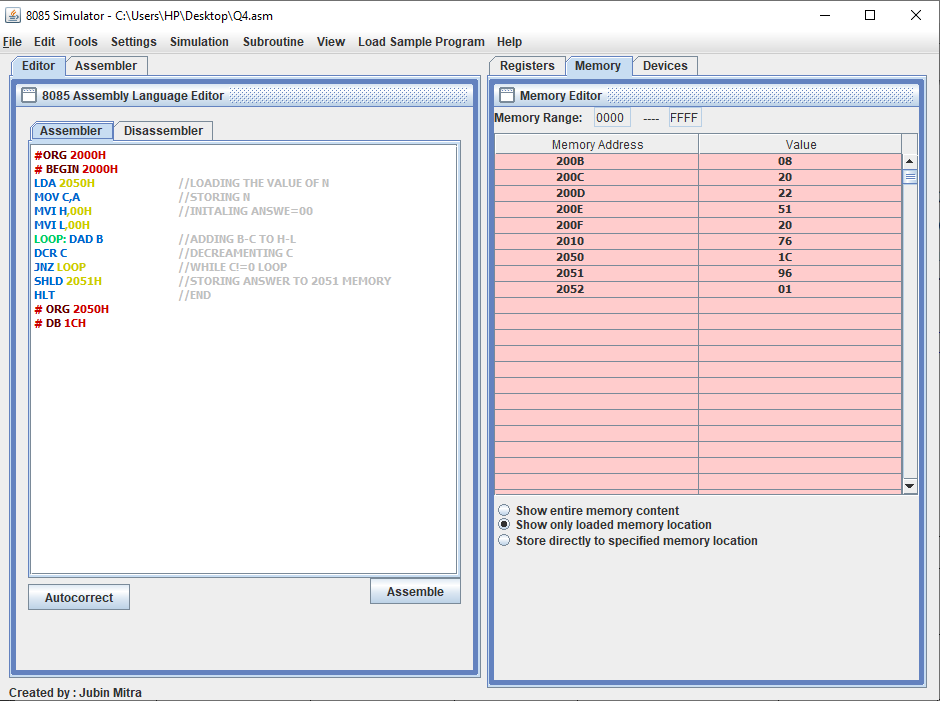 8085 Simulator - C:\Users\HP\Desktop\Q4.asm
File Edit Tools Settings Simulation Subroutine View Load Sample Program Help
Editor Assembler
8085 Assembly Language Editor
Assembler Disassembler
#ORG 2000H
# BEGIN 2000H
LDA 2050H //LOADING THE VALUE OF N
MOV C,A //STORING N
MVI H,00H //INITALING ANSWE=00
MVI L,00H
LOOP: DAD B //ADDING B-C TO H-L
DCR C //DECREAMENTING C
JNZ LOOP //WHILE C!=0 LOOP
SHLD 2051H //STORING ANSWER TO 2051 MEMORY
HLT //END
# ORG 2050H
# DB 1CH
Autocorrect Assemble
Created by : Jubin Mitra
Registers Memory Devices
Memory Editor
Memory Range: 0000 ---- FFFF
Memory Address Value
200B 08
200C 20
200D 22
200E 51
200F 20
2010 76
2050 1C
2051 96
2052 01
Show entire memory content
Show only loaded memory location
Store directly to specified memory location